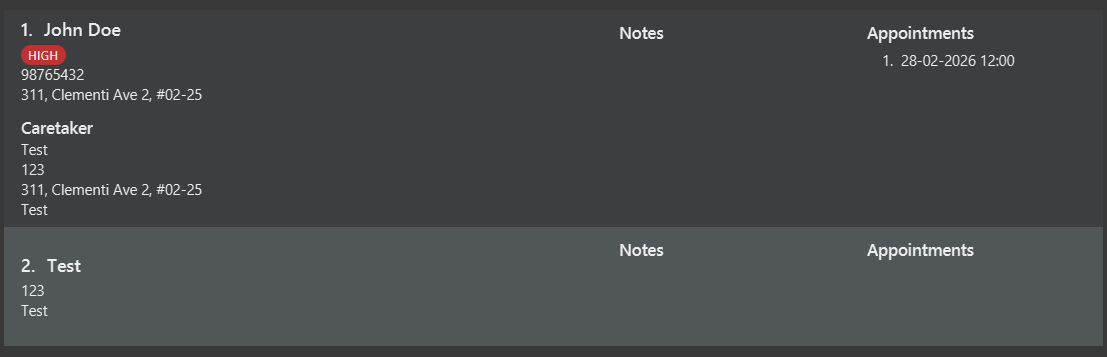 1. John Doe
HIGH
98765432
311, Clementi Ave 2, #02-25
Caretaker
Test
123
311, Clementi Ave 2, #02-25
Test
Notes
Appointments
1. 28-02-2026 12:00
2. Test
123
Test
Notes
Appointments